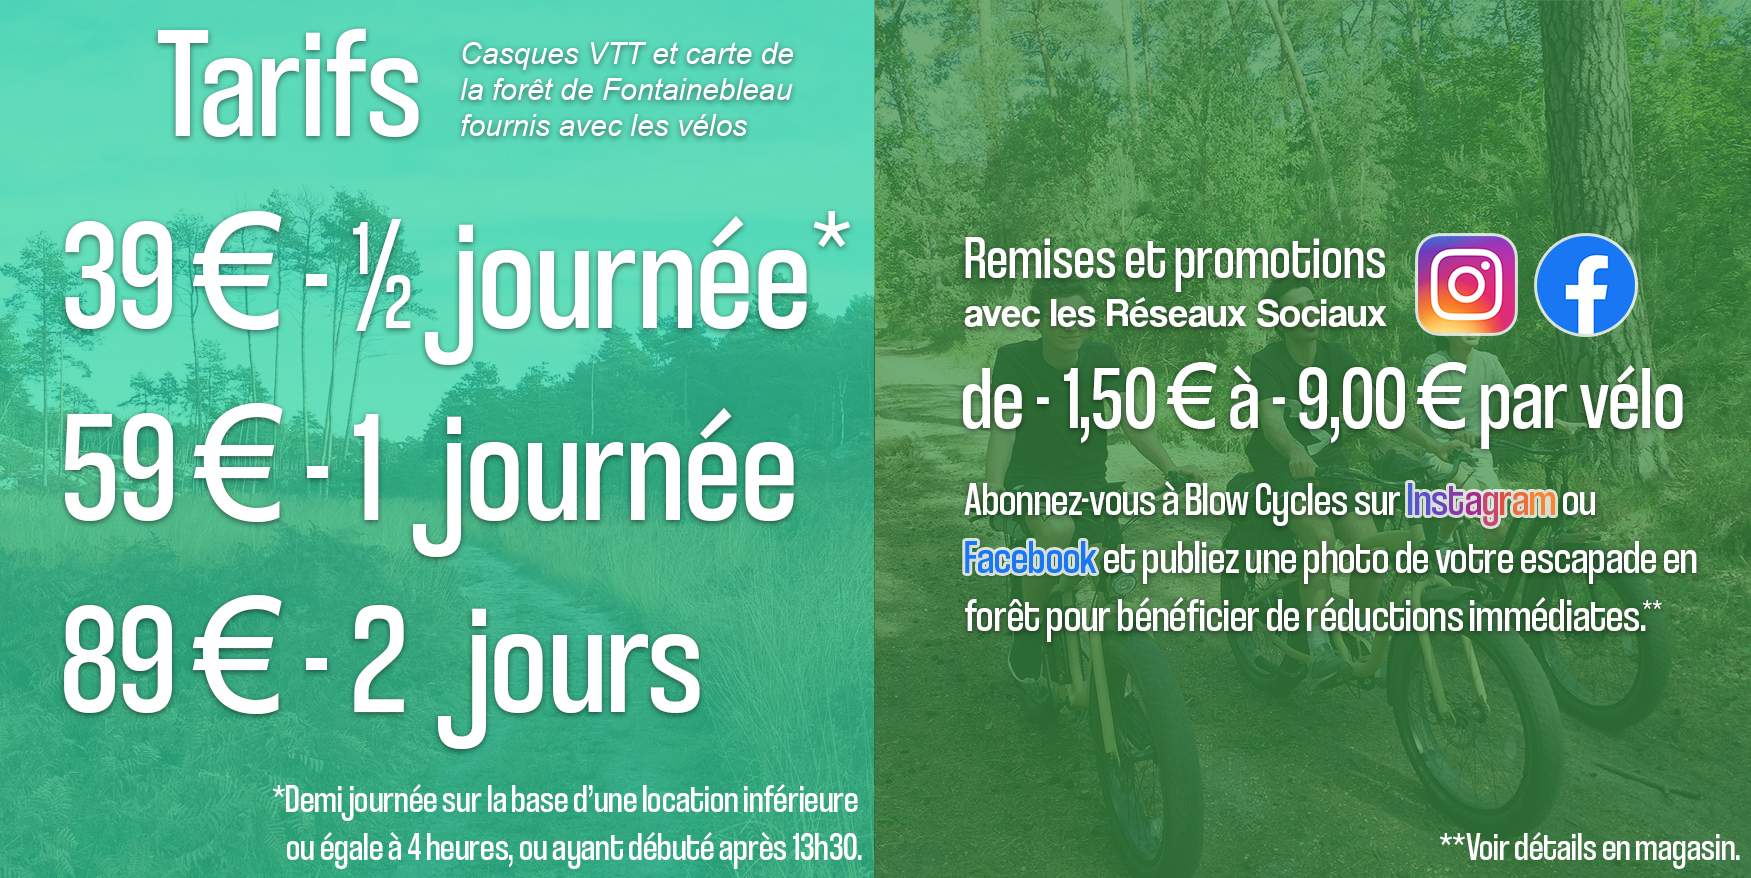 Tarifs
Casques VTT et carte de
la forêt de Fontainebleau
fournis avec les vélos
39 € - ½ journée*
59 € - 1 journée
89 € - 2 jours
*Demi journée sur la base d’une location inférieure
ou égale à 4 heures, ou ayant débuté après 13h30.
Remises et promotions
avec les Réseaux Sociaux
de - 1,50 € à - 9,00 € par vélo
Abonnez-vous à Blow Cycles sur Instagram ou
Facebook et publiez une photo de votre escapade en
forêt pour bénéficier de réductions immédiates.**
**Voir détails en magasin.